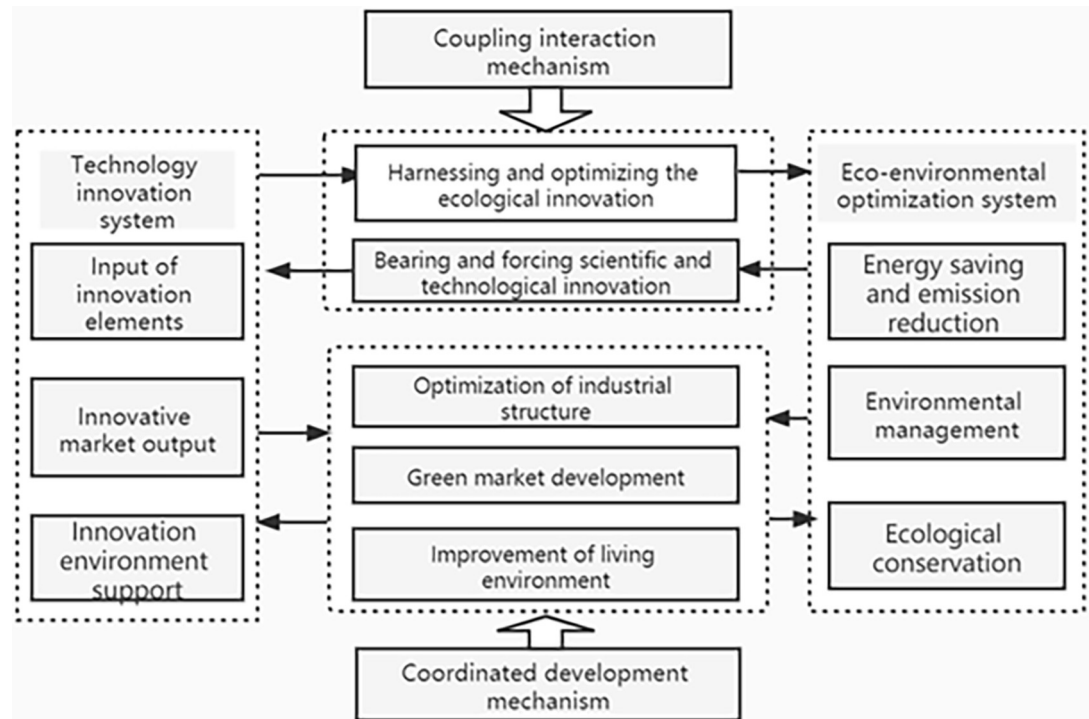 Coupling interaction
mechanism
Technology
innovation
system
Input of
innovation
elements
Innovative
market output
Innovation
environment
support
Harnessing and optimizing the
ecological innovation
Bearing and forcing scientific and
technological innovation
Optimization of industrial
structure
Green market development
Improvement of living
environment
Eco-environmental
optimization system
Energy saving
and emission
reduction
Environmental
management
Ecological
conservation
Coordinated development
mechanism